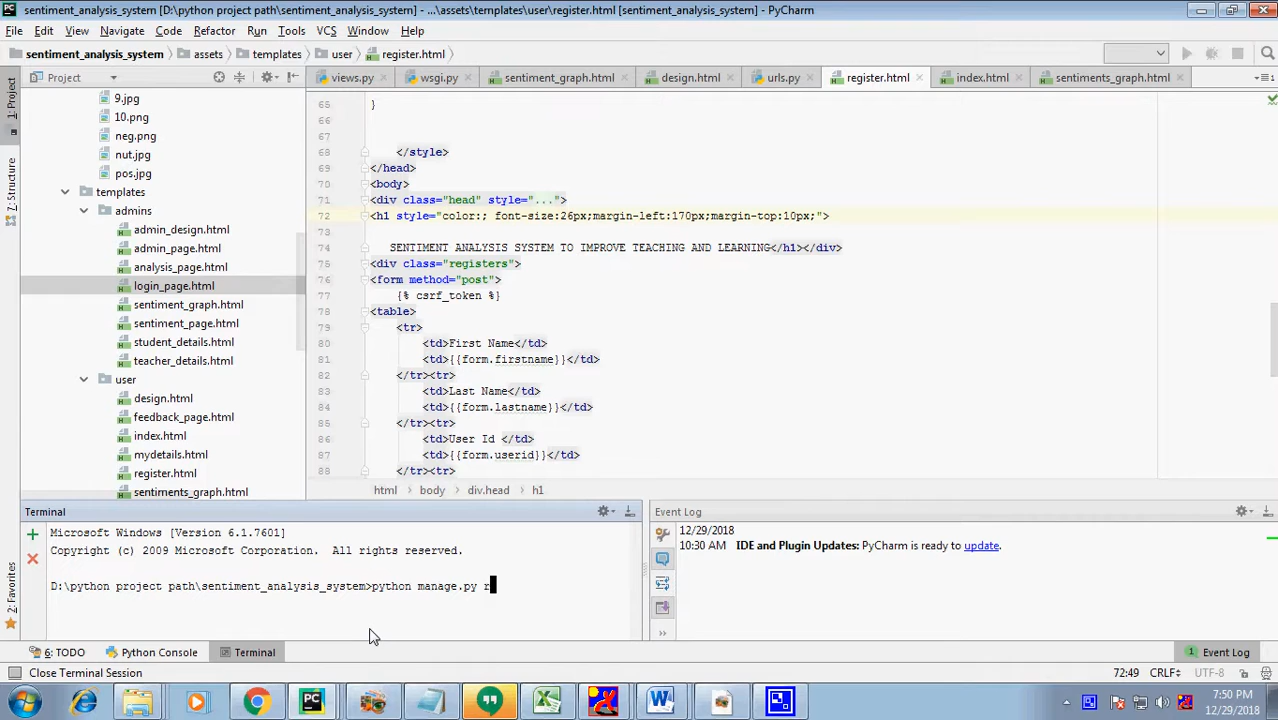 sentiment_analysis_system [D:\python project path\sentiment_analysis_system] - ...\assets\templates\user\register.html [sentiment_analysis_system] - PyCharm
File Edit View Navigate Code Refactor Run Tools VCS Window Help
sentiment_analysis_system assets templates user register.html
Project
views.py wsgi.py sentiment_graph.html design.html urls.py register.html index.html sentiments_graph.html
1: Project
Z: Structure
2: Favorites
9.jpg
10.png
neg.png
nut.jpg
pos.jpg
templates
admins
admin_design.html
admin_page.html
analysis_page.html
login_page.html
sentiment_graph.html
sentiment_page.html
student_details.html
teacher_details.html
user
design.html
feedback_page.html
index.html
mydetails.html
register.html
sentiments_graph.html
65 }
66
67
68 </style>
69 </head>
70 <body>
71 <div class="head" style="...">
72 <h1 style="color:; font-size:26px;margin-left:170px;margin-top:10px;">
73
74 SENTIMENT ANALYSIS SYSTEM TO IMPROVE TEACHING AND LEARNING</h1></div>
75 <div class="registers">
76 <form method="post">
77 {% csrf_token %}
78 <table>
79 <tr>
80 <td>First Name</td>
81 <td>{{form.firstname}}</td>
82 </tr><tr>
83 <td>Last Name</td>
84 <td>{{form.lastname}}</td>
85 </tr><tr>
86 <td>User Id </td>
87 <td>{{form.userid}}</td>
88 </tr><tr>
html body div.head h1
Terminal
Microsoft Windows [Version 6.1.7601]
Copyright (c) 2009 Microsoft Corporation. All rights reserved.
D:\python project path\sentiment_analysis_system>python manage.py r
Event Log
12/29/2018
10:30 AM IDE and Plugin Updates: PyCharm is ready to update.
6: TODO Python Console Terminal 1 Event Log
Close Terminal Session 72:49 CRLF÷ UTF-8 ÷
7:50 PM
12/29/2018